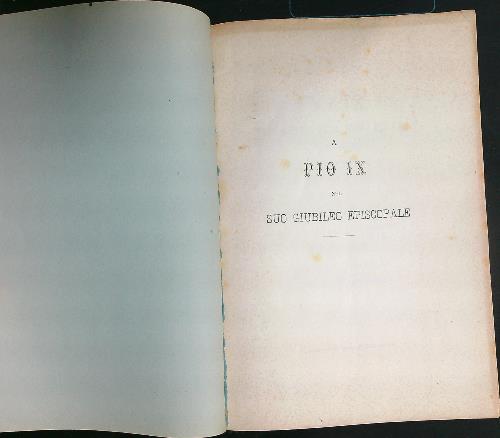 A
PIO IX
NEL
SUO GIUBILEO EPISCOPALE